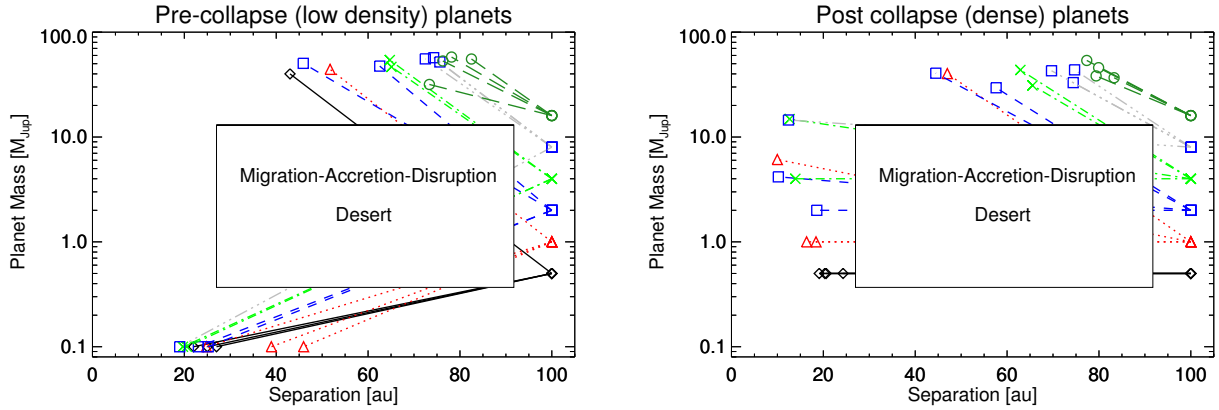 Pre-collapse (low density) planets
100.0
10.0
1.0
0.1
Planet Mass [M_Jup]
Migration-Accretion-Disruption
Desert
0 20 40 60 80 100
Separation [au]
Post collapse (dense) planets
100.0
10.0
1.0
0.1
Planet Mass [M_Jup]
Migration-Accretion-Disruption
Desert
0 20 40 60 80 100
Separation [au]